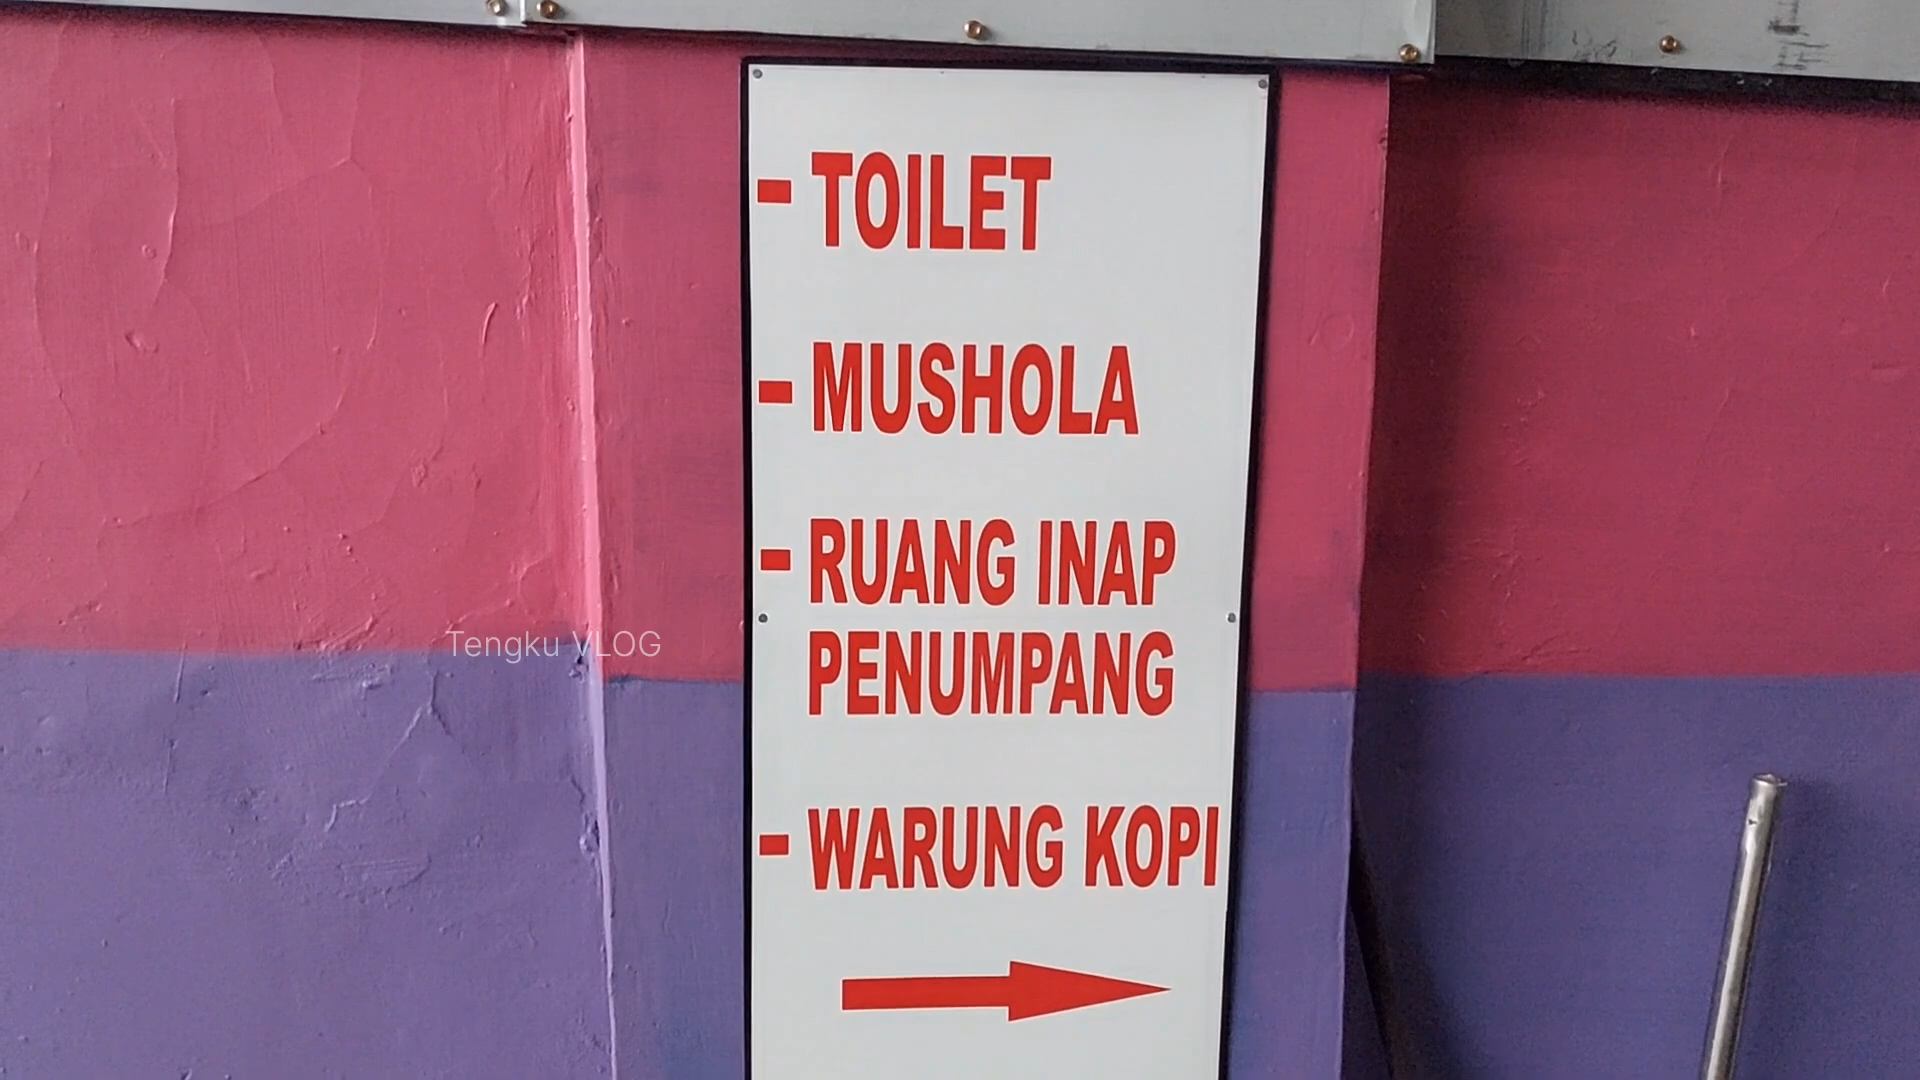 - TOILET
- MUSHOLA
- RUANG INAP
PENUMPANG
- WARUNG KOPI
Tengku VLOG